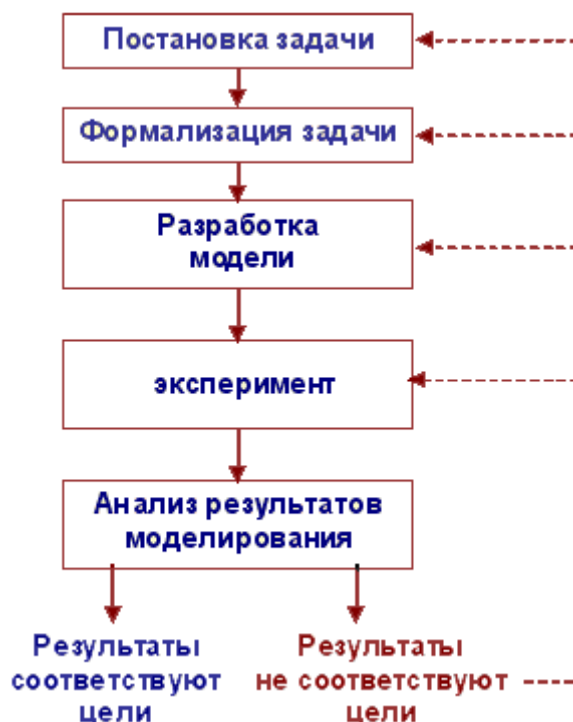 Постановка задачи
Формализация задачи
Разработка
модели
эксперимент
Анализ результатов
моделирования
Результаты
соответствуют
цели
Результаты
не соответствуют
цели